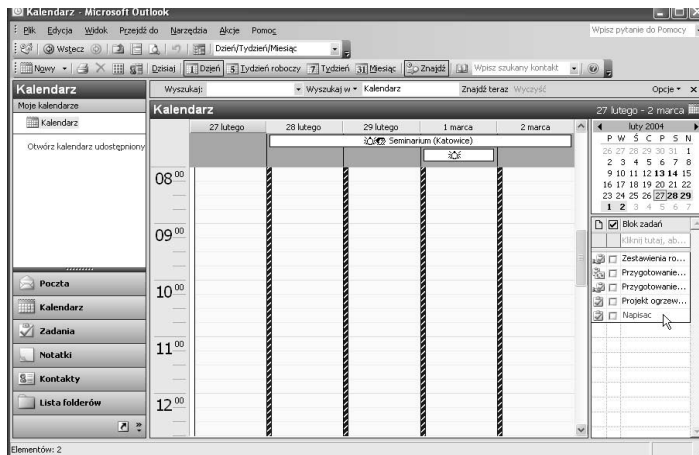 Kalendarz - Microsoft Outlook
Plik Edycja Widok Przejdź do Narzędzia Akcje Pomoc Wpisz pytanie do Pomocy
Wstecz Dzień/Tydzień/Miesiąc
Nowy Dzisiaj 1 Dzień 5 Tydzień roboczy 7 Tydzień 31 Miesiąc Znajdź Wpisz szukany kontakt
Kalendarz Wyszukaj: Wyszukaj w Kalendarz Znajdź teraz Wyczyść Opcje
Moje kalendarze
Kalendarz
Otwórz kalendarz udostępniony
Poczta
Kalendarz
Zadania
Notatki
Kontakty
Lista folderów
Kalendarz 27 lutego - 2 marca
27 lutego 28 lutego 29 lutego 1 marca 2 marca
Seminarium (Katowice)
08 00
09 00
10 00
11 00
12 00
luty 2004
P W Ś C P S N
26 27 28 29 30 31 1
2 3 4 5 6 7 8
9 10 11 12 13 14 15
16 17 18 19 20 21 22
23 24 25 26 27 28 29
1 2 3 4 5 6 7
Blok zadań
Kliknij tutaj, ab...
Zestawienia ro...
Przygotowanie...
Przygotowanie...
Projekt ogrzew...
Napisac
Elementów: 2